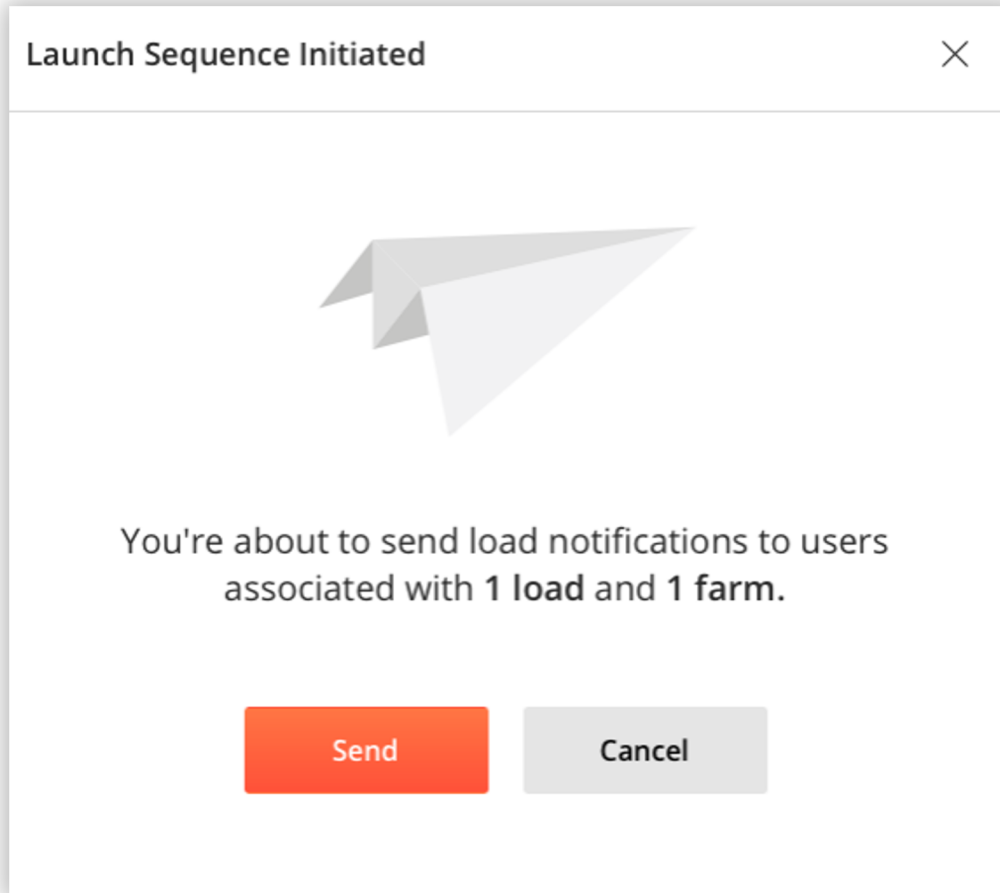 Launch Sequence Initiated
You're about to send load notifications to users
associated with 1 load and 1 farm.
Send
Cancel